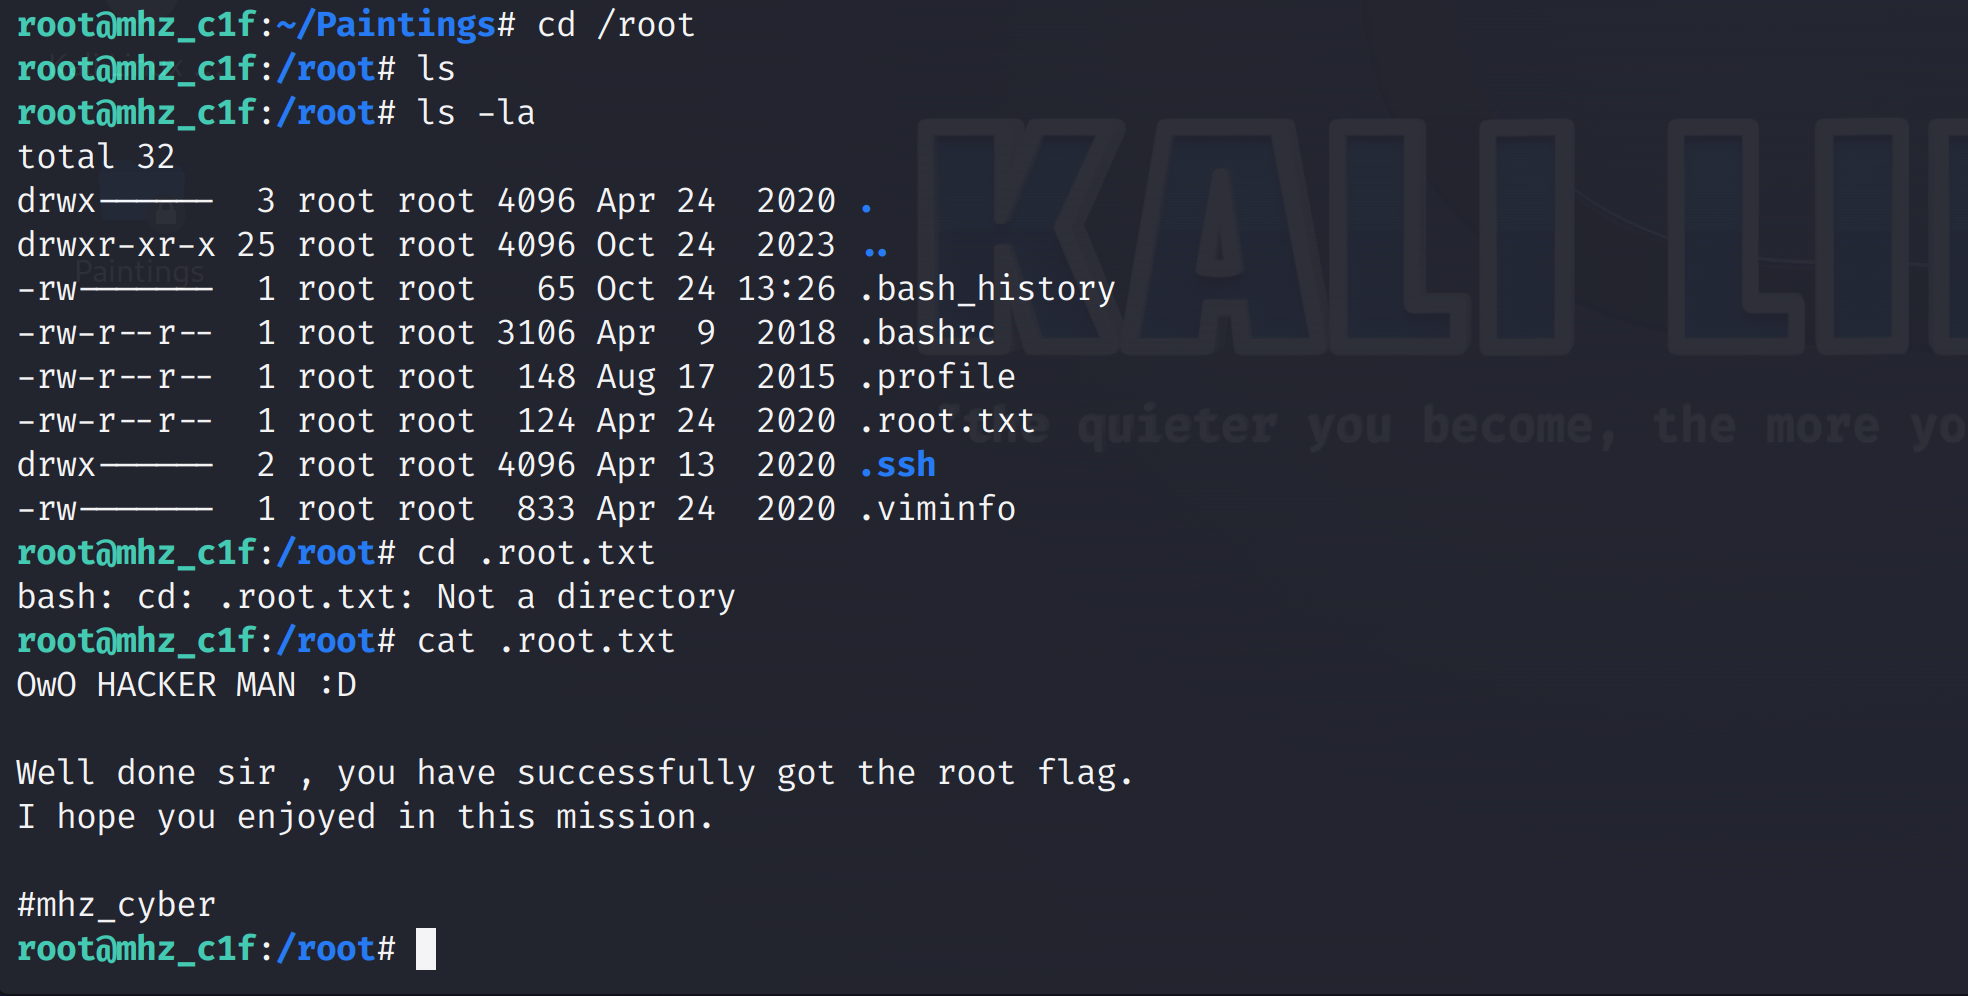 root@mhz_c1f:~/Paintings# cd /root
root@mhz_c1f:/root# ls
root@mhz_c1f:/root# ls -la
total 32
drwx------  3 root root 4096 Apr 24  2020 .
drwxr-xr-x 25 root root 4096 Oct 24  2023 ..
-rw-------  1 root root   65 Oct 24 13:26 .bash_history
-rw-r--r--  1 root root 3106 Apr  9  2018 .bashrc
-rw-r--r--  1 root root  148 Aug 17  2015 .profile
-rw-r--r--  1 root root  124 Apr 24  2020 .root.txt
drwx------  2 root root 4096 Apr 13  2020 .ssh
-rw-------  1 root root  833 Apr 24  2020 .viminfo
root@mhz_c1f:/root# cd .root.txt
bash: cd: .root.txt: Not a directory
root@mhz_c1f:/root# cat .root.txt
OwO HACKER MAN :D
Well done sir , you have successfully got the root flag.
I hope you enjoyed in this mission.
#mhz_cyber
root@mhz_c1f:/root#
Paintings
KALI LI
"the quieter you become, the more yo